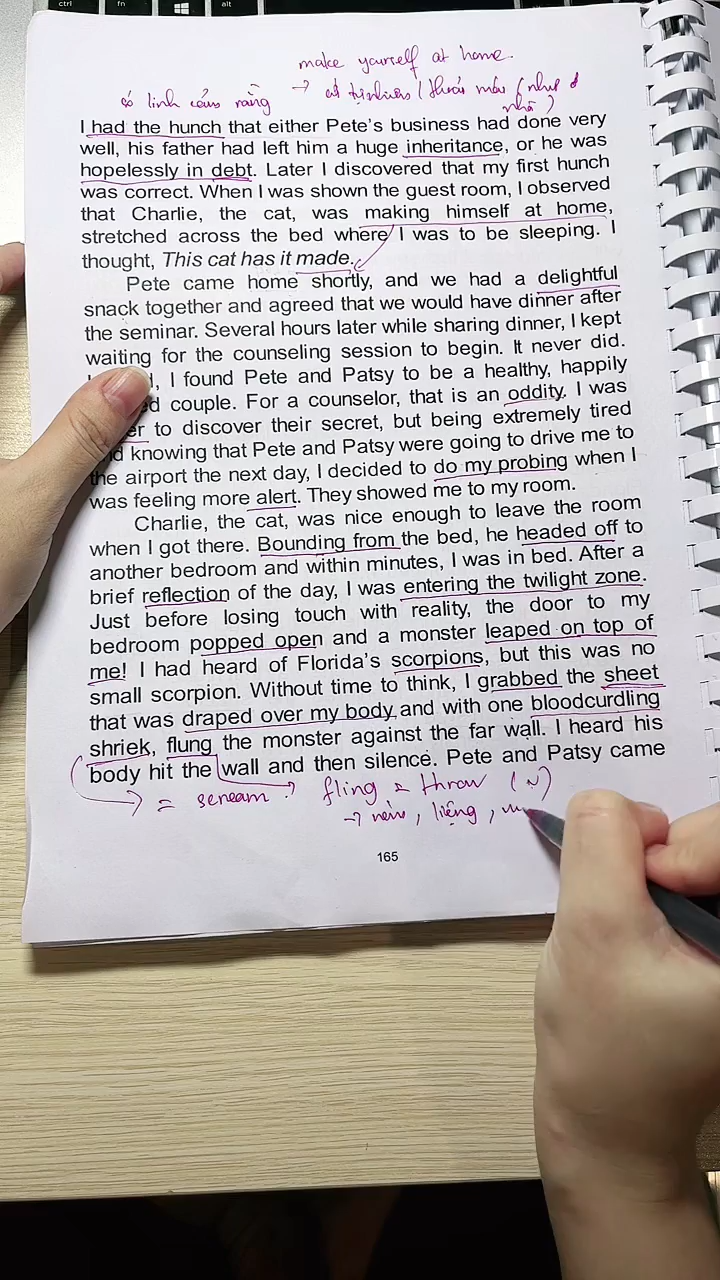 ctrl fn alt
make yourself at home.
có linh cảm rằng → cứ tự nhiên / thoải mái (như ở
nhà)
I had the hunch that either Pete's business had done very
well, his father had left him a huge inheritance, or he was
hopelessly in debt. Later I discovered that my first hunch
was correct. When I was shown the guest room, I observed
that Charlie, the cat, was making himself at home,
stretched across the bed where I was to be sleeping. I
thought, This cat has it made.
Pete came home shortly, and we had a delightful
snack together and agreed that we would have dinner after
the seminar. Several hours later while sharing dinner, I kept
waiting for the counseling session to begin. It never did.
I found Pete and Patsy to be a healthy, happily
couple. For a counselor, that is an oddity. I was
to discover their secret, but being extremely tired
knowing that Pete and Patsy were going to drive me to
the airport the next day, I decided to do my probing when I
was feeling more alert. They showed me to my room.
Charlie, the cat, was nice enough to leave the room
when I got there. Bounding from the bed, he headed off to
another bedroom and within minutes, I was in bed. After a
brief reflection of the day, I was entering the twilight zone.
Just before losing touch with reality, the door to my
bedroom popped open and a monster leaped on top of
me! I had heard of Florida's scorpions, but this was no
small scorpion. Without time to think, I grabbed the sheet
that was draped over my body and with one bloodcurdling
shriek, flung the monster against the far wall. I heard his
body hit the wall and then silence. Pete and Patsy came
= scream fling = throw (v)
→ ném, liệng,
165